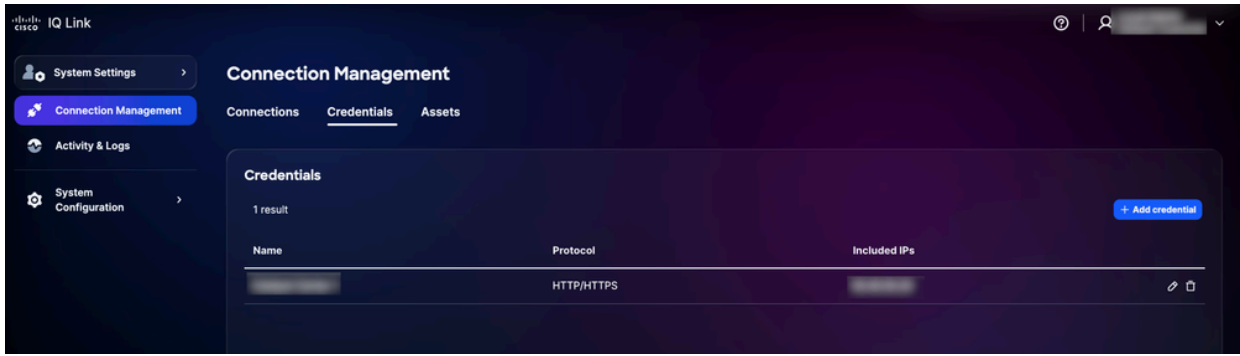 cisco IQ Link
System Settings
Connection Management
Activity & Logs
System
Configuration
Connection Management
Connections Credentials Assets
Credentials
1 result
+ Add credential
Name Protocol Included IPs
HTTP/HTTPS